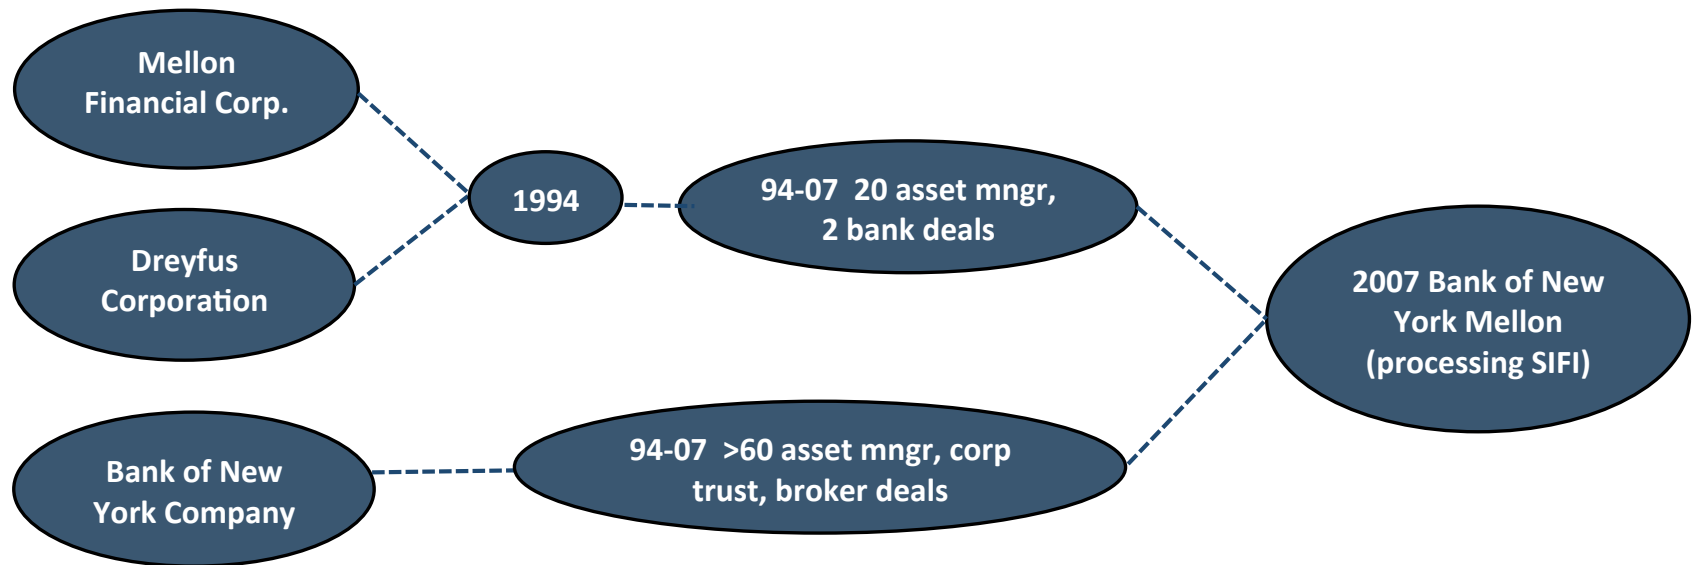 Mellon
Financial Corp.
Dreyfus
Corporation
1994
94-07  20 asset mngr,
2 bank deals
Bank of New
York Company
94-07  >60 asset mngr, corp
trust, broker deals
2007 Bank of New
York Mellon
(processing SIFI)